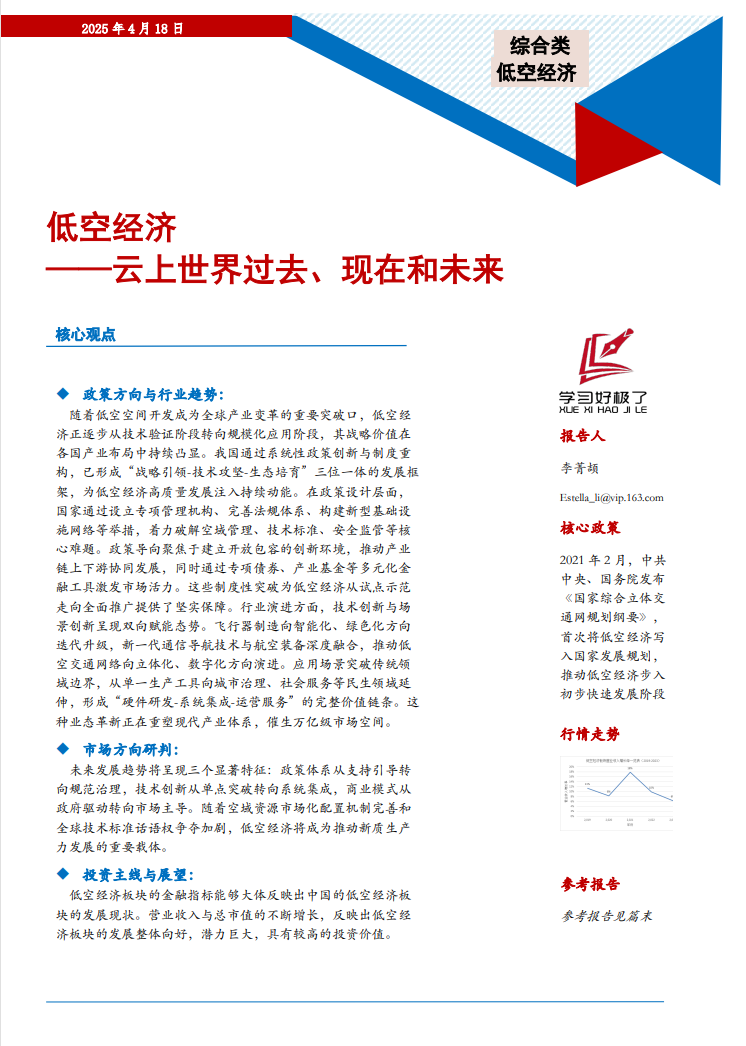 2025 年 4 月 18 日
综合类
低空经济
低空经济
——云上世界过去、现在和未来
核心观点
◆ 政策方向与行业趋势：
随着低空空间开发成为全球产业变革的重要突破口，低空经
济正逐步从技术验证阶段转向规模化应用阶段，其战略价值在
各国产业布局中持续凸显。我国通过系统性政策创新与制度重
构，已形成“战略引领-技术攻坚-生态培育”三位一体的发展框
架，为低空经济高质量发展注入持续动能。在政策设计层面，
国家通过设立专项管理机构、完善法规体系、构建新型基础设
施网络等举措，着力破解空域管理、技术标准、安全监管等核
心难题。政策导向聚焦于建立开放包容的创新环境，推动产业
链上下游协同发展，同时通过专项债券、产业基金等多元化金
融工具激发市场活力。这些制度性突破为低空经济从试点示范
走向全面推广提供了坚实保障。行业演进方面，技术创新与场
景创新呈现双向赋能态势。飞行器制造向智能化、绿色化方向
迭代升级，新一代通信导航技术与航空装备深度融合，推动低
空交通网络向立体化、数字化方向演进。应用场景突破传统领
域边界，从单一生产工具向城市治理、社会服务等民生领域延
伸，形成“硬件研发-系统集成-运营服务”的完整价值链条。这
种业态革新正在重塑现代产业体系，催生万亿级市场空间。
◆ 市场方向研判：
未来发展趋势将呈现三个显著特征：政策体系从支持引导转
向规范治理，技术创新从单点突破转向系统集成，商业模式从
政府驱动转向市场主导。随着空域资源市场化配置机制完善和
全球技术标准话语权争夺加剧，低空经济将成为推动新质生产
力发展的重要载体。
◆ 投资主线与展望：
低空经济板块的金融指标能够大体反映出中国的低空经济板
块的发展现状。营业收入与总市值的不断增长，反映出低空经
济板块的发展整体向好，潜力巨大，具有较高的投资价值。
学习好极了
XUE XI HAO JI LE
报告人
李菁颉
Estella_li@vip.163.com
核心政策
2021 年 2 月，中共
中央、国务院发布
《国家综合立体交
通网规划纲要》，
首次将低空经济写
入国家发展规划，
推动低空经济步入
初步快速发展阶段
行情走势
参考报告
参考报告见篇末